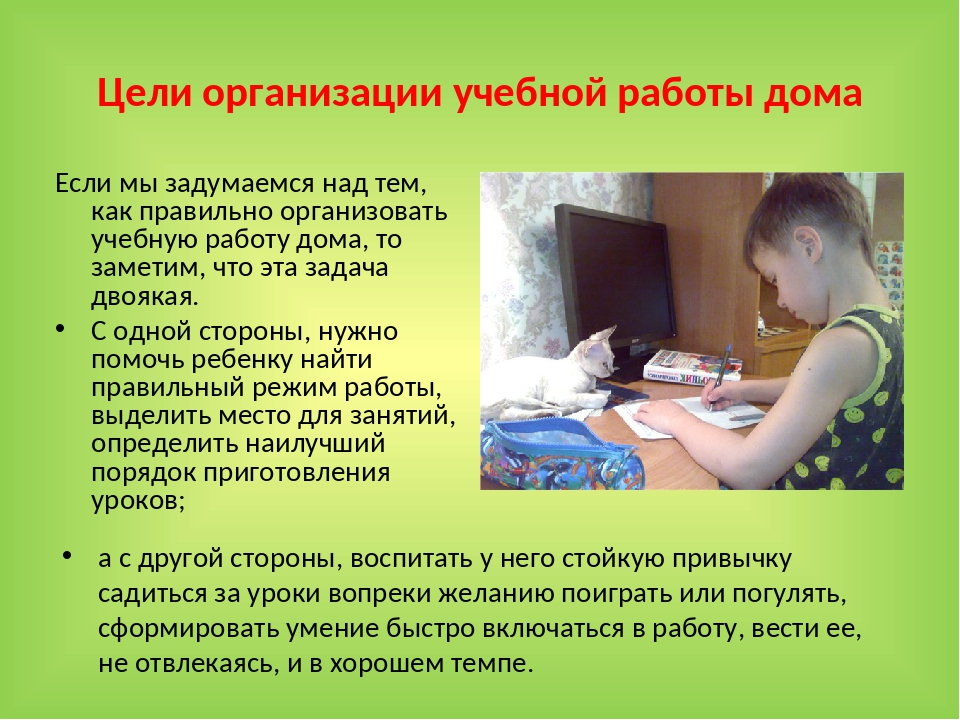 Цели организации учебной работы дома
Если мы задумаемся над тем,
как правильно организовать
учебную работу дома, то
заметим, что эта задача
двоякая.
• С одной стороны, нужно
помочь ребенку найти
правильный режим работы,
выделить место для занятий,
определить наилучший
порядок приготовления
уроков;
• а с другой стороны, воспитать у него стойкую привычку
садиться за уроки вопреки желанию поиграть или погулять,
сформировать умение быстро включаться в работу, вести ее,
не отвлекаясь, и в хорошем темпе.